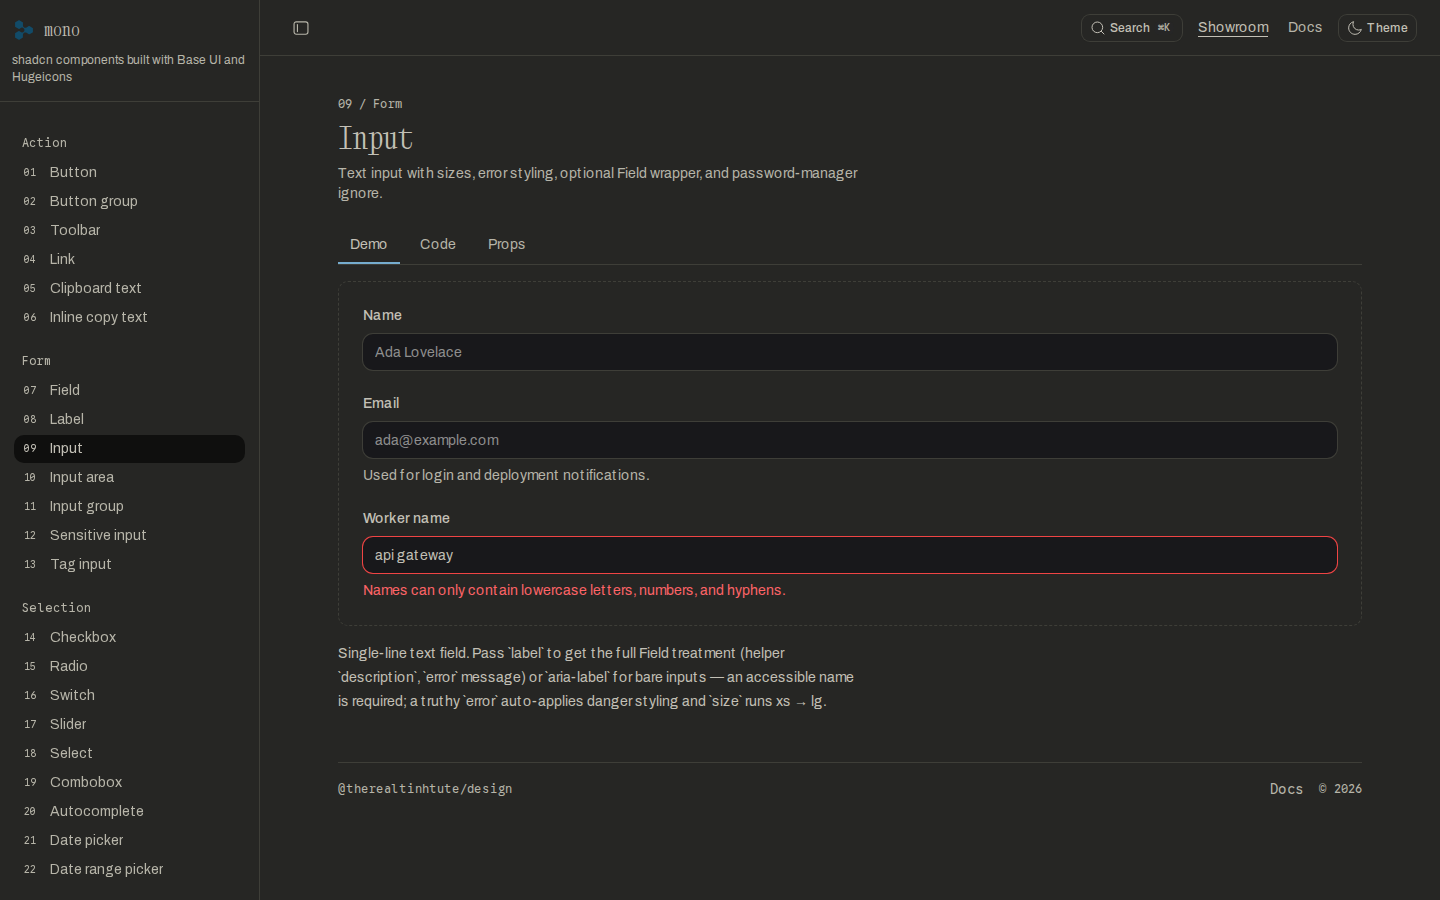 mono
shadcn components built with Base UI and
Hugeicons
Action
01 Button
02 Button group
03 Toolbar
04 Link
05 Clipboard text
06 Inline copy text
Form
07 Field
08 Label
09 Input
10 Input area
11 Input group
12 Sensitive input
13 Tag input
Selection
14 Checkbox
15 Radio
16 Switch
17 Slider
18 Select
19 Combobox
20 Autocomplete
21 Date picker
22 Date range picker
Search ⌘K Showroom Docs Theme
09 / Form
Input
Text input with sizes, error styling, optional Field wrapper, and password-manager
ignore.
Demo Code Props
Name
Ada Lovelace
Email
ada@example.com
Used for login and deployment notifications.
Worker name
api gateway
Names can only contain lowercase letters, numbers, and hyphens.
Single-line text field. Pass `label` to get the full Field treatment (helper
`description`, `error` message) or `aria-label` for bare inputs — an accessible name
is required; a truthy `error` auto-applies danger styling and `size` runs xs → lg.
@therealtinhtute/design Docs © 2026